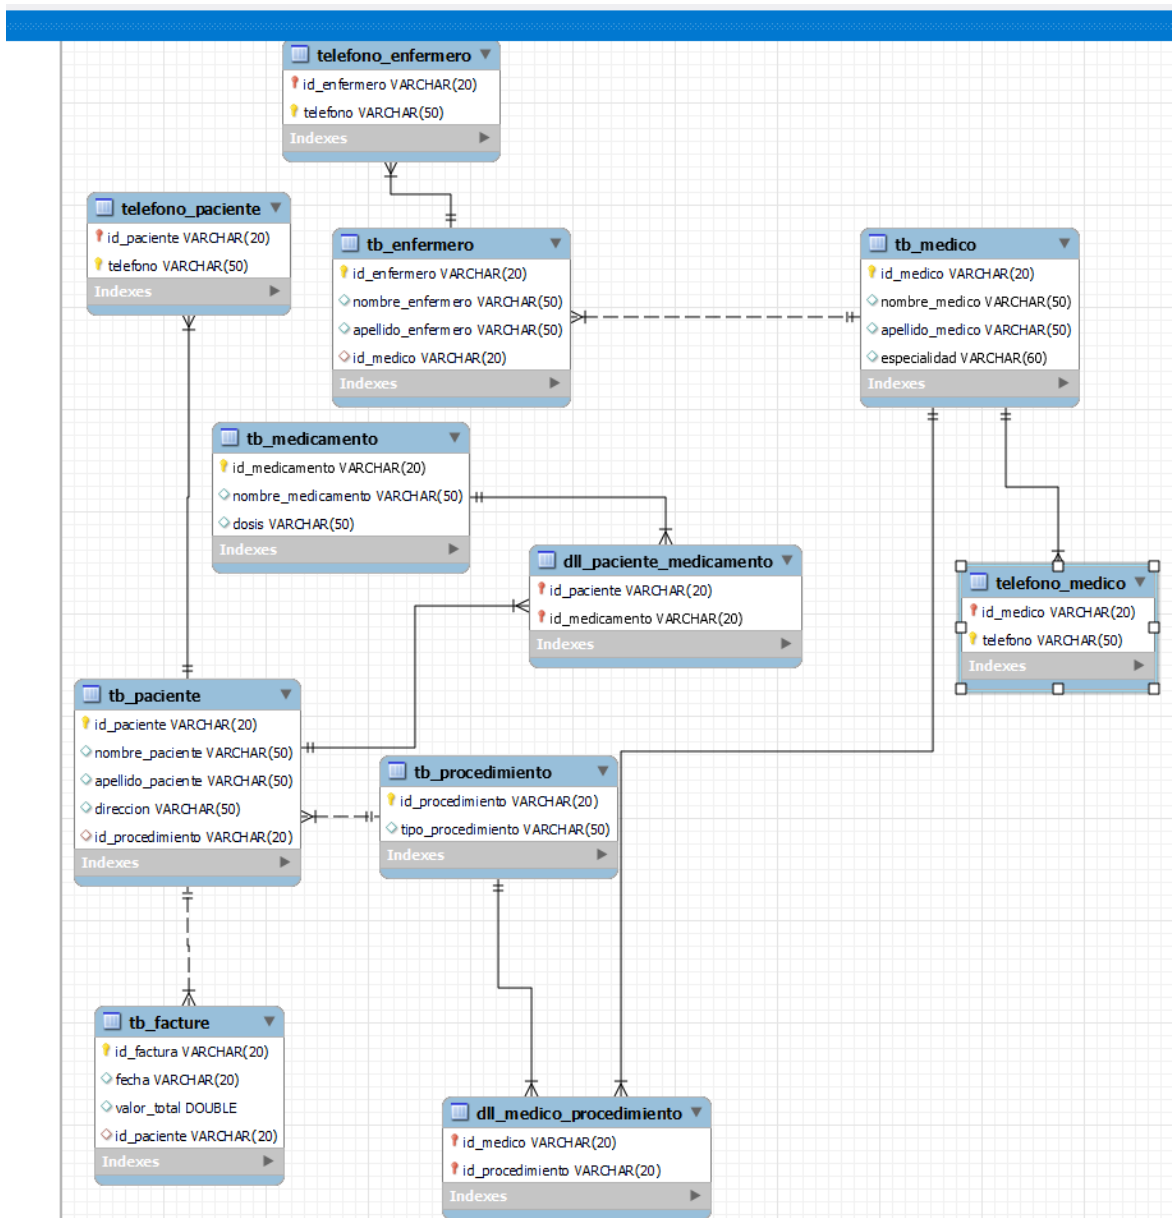 telefono_enfermero
id_enfermero VARCHAR(20)
telefono VARCHAR(50)
Indexes
telefono_paciente
id_paciente VARCHAR(20)
telefono VARCHAR(50)
Indexes
tb_enfermero
id_enfermero VARCHAR(20)
nombre_enfermero VARCHAR(50)
apellido_enfermero VARCHAR(50)
id_medico VARCHAR(20)
Indexes
tb_medico
id_medico VARCHAR(20)
nombre_medico VARCHAR(50)
apellido_medico VARCHAR(50)
especialidad VARCHAR(60)
Indexes
tb_medicamento
id_medicamento VARCHAR(20)
nombre_medicamento VARCHAR(50)
dosis VARCHAR(50)
Indexes
dll_paciente_medicamento
id_paciente VARCHAR(20)
id_medicamento VARCHAR(20)
Indexes
telefono_medico
id_medico VARCHAR(20)
telefono VARCHAR(50)
Indexes
tb_paciente
id_paciente VARCHAR(20)
nombre_paciente VARCHAR(50)
apellido_paciente VARCHAR(50)
direccion VARCHAR(50)
id_procedimiento VARCHAR(20)
Indexes
tb_procedimiento
id_procedimiento VARCHAR(20)
tipo_procedimiento VARCHAR(50)
Indexes
tb_facture
id_factura VARCHAR(20)
fecha VARCHAR(20)
valor_total DOUBLE
id_paciente VARCHAR(20)
Indexes
dll_medico_procedimiento
id_medico VARCHAR(20)
id_procedimiento VARCHAR(20)
Indexes